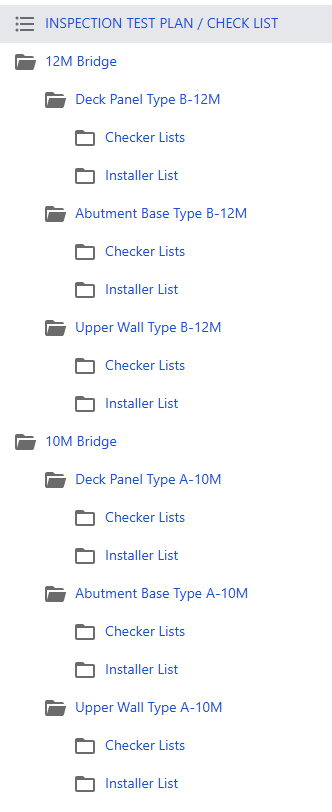 INSPECTION TEST PLAN / CHECK LIST
12M Bridge
Deck Panel Type B-12M
Checker Lists
Installer List
Abutment Base Type B-12M
Checker Lists
Installer List
Upper Wall Type B-12M
Checker Lists
Installer List
10M Bridge
Deck Panel Type A-10M
Checker Lists
Installer List
Abutment Base Type A-10M
Checker Lists
Installer List
Upper Wall Type A-10M
Checker Lists
Installer List